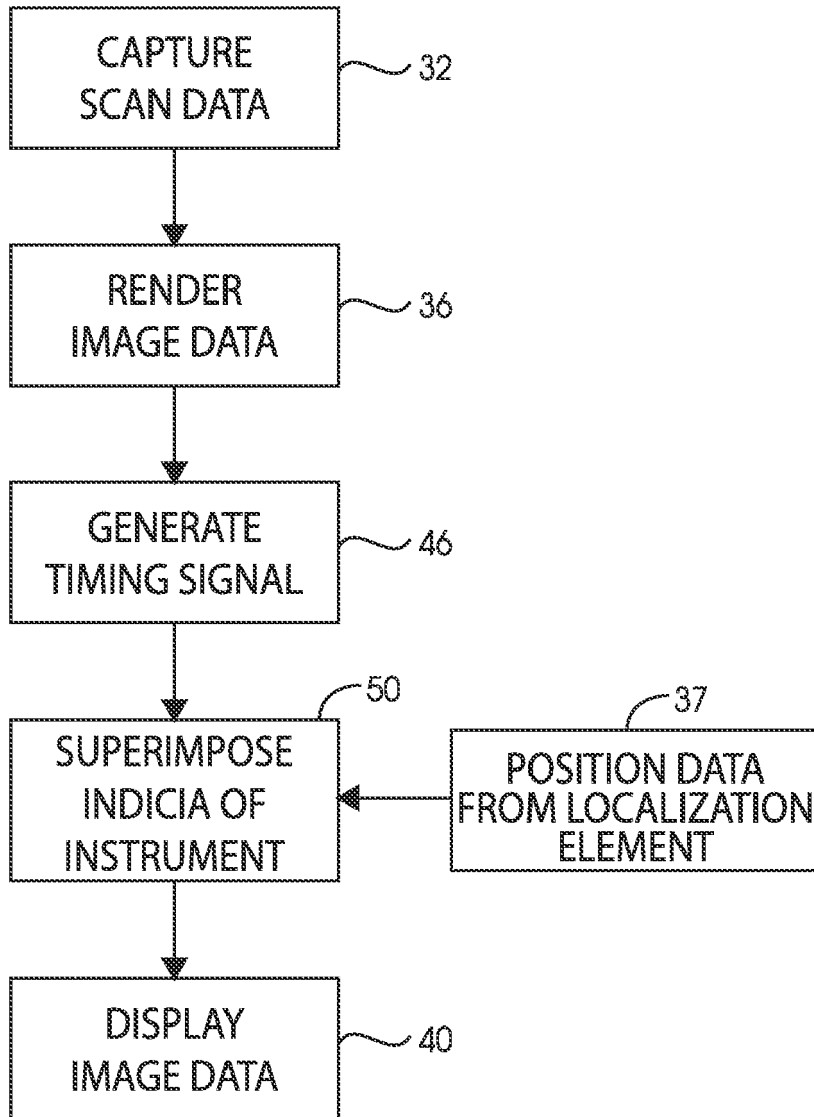 CAPTURE
SCAN DATA
32
RENDER
IMAGE DATA
36
GENERATE
TIMING SIGNAL
46
50
SUPERIMPOSE
INDICIA OF
INSTRUMENT
37
POSITION DATA
FROM LOCALIZATION
ELEMENT
DISPLAY
IMAGE DATA
40